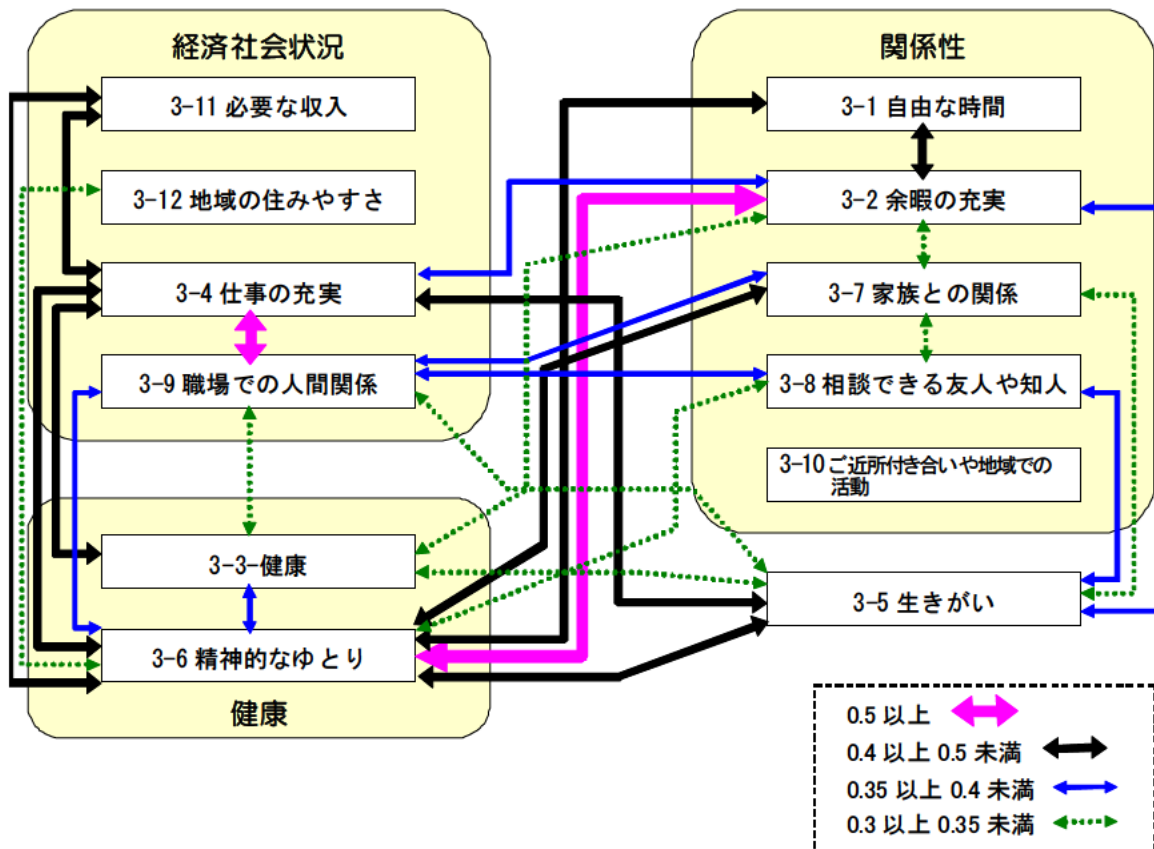 経済社会状況
3-11 必要な収入
3-12 地域の住みやすさ
3-4 仕事の充実
3-9 職場での人間関係
3-3-健康
3-6 精神的なゆとり
健康
関係性
3-1 自由な時間
3-2 余暇の充実
3-7 家族との関係
3-8 相談できる友人や知人
3-10 ご近所付き合いや地域での
活動
3-5 生きがい
0.5 以上
0.4 以上 0.5 未満
0.35 以上 0.4 未満
0.3 以上 0.35 未満